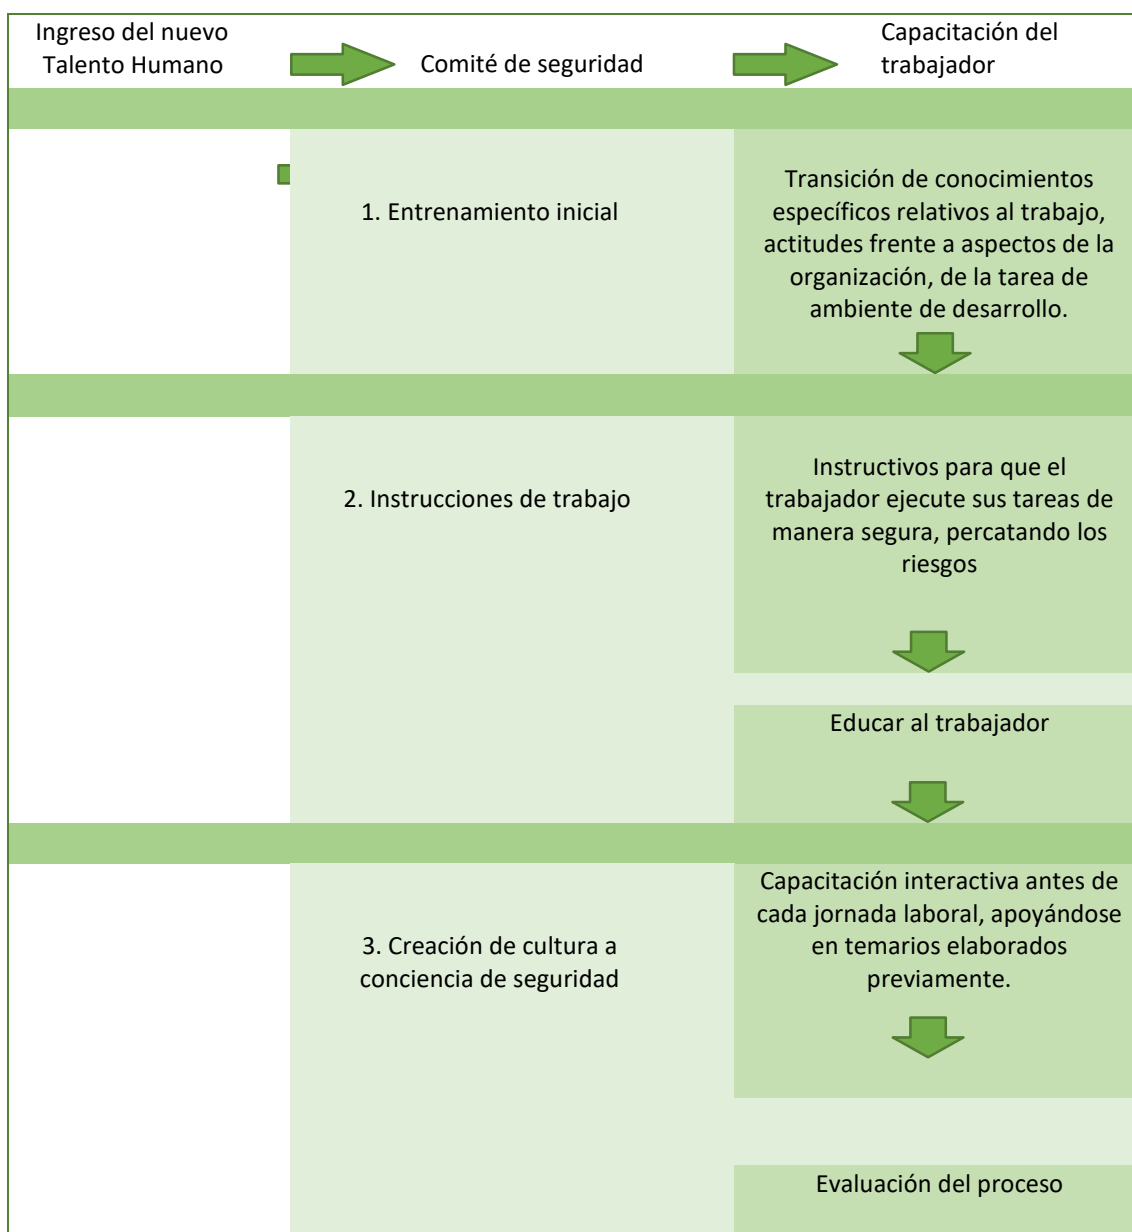 Ingreso del nuevo
Talento Humano
Comité de seguridad
Capacitación del
trabajador
1. Entrenamiento inicial
Transición de conocimientos
específicos relativos al trabajo,
actitudes frente a aspectos de la
organización, de la tarea de
ambiente de desarrollo.
2. Instrucciones de trabajo
Instructivos para que el
trabajador ejecute sus tareas de
manera segura, percatando los
riesgos
Educar al trabajador
3. Creación de cultura a
conciencia de seguridad
Capacitación interactiva antes de
cada jornada laboral, apoyándose
en temarios elaborados
previamente.
Evaluación del proceso